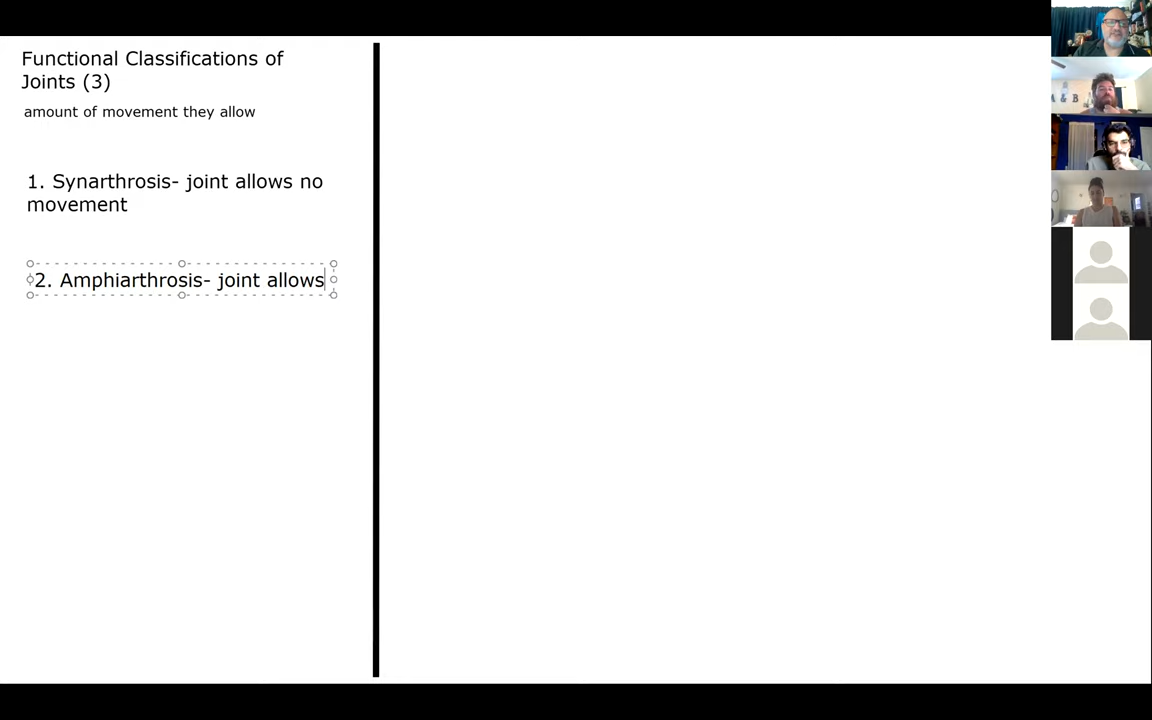 Functional Classifications of
Joints (3)
amount of movement they allow
1. Synarthrosis- joint allows no
movement
2. Amphiarthrosis- joint allows
& B